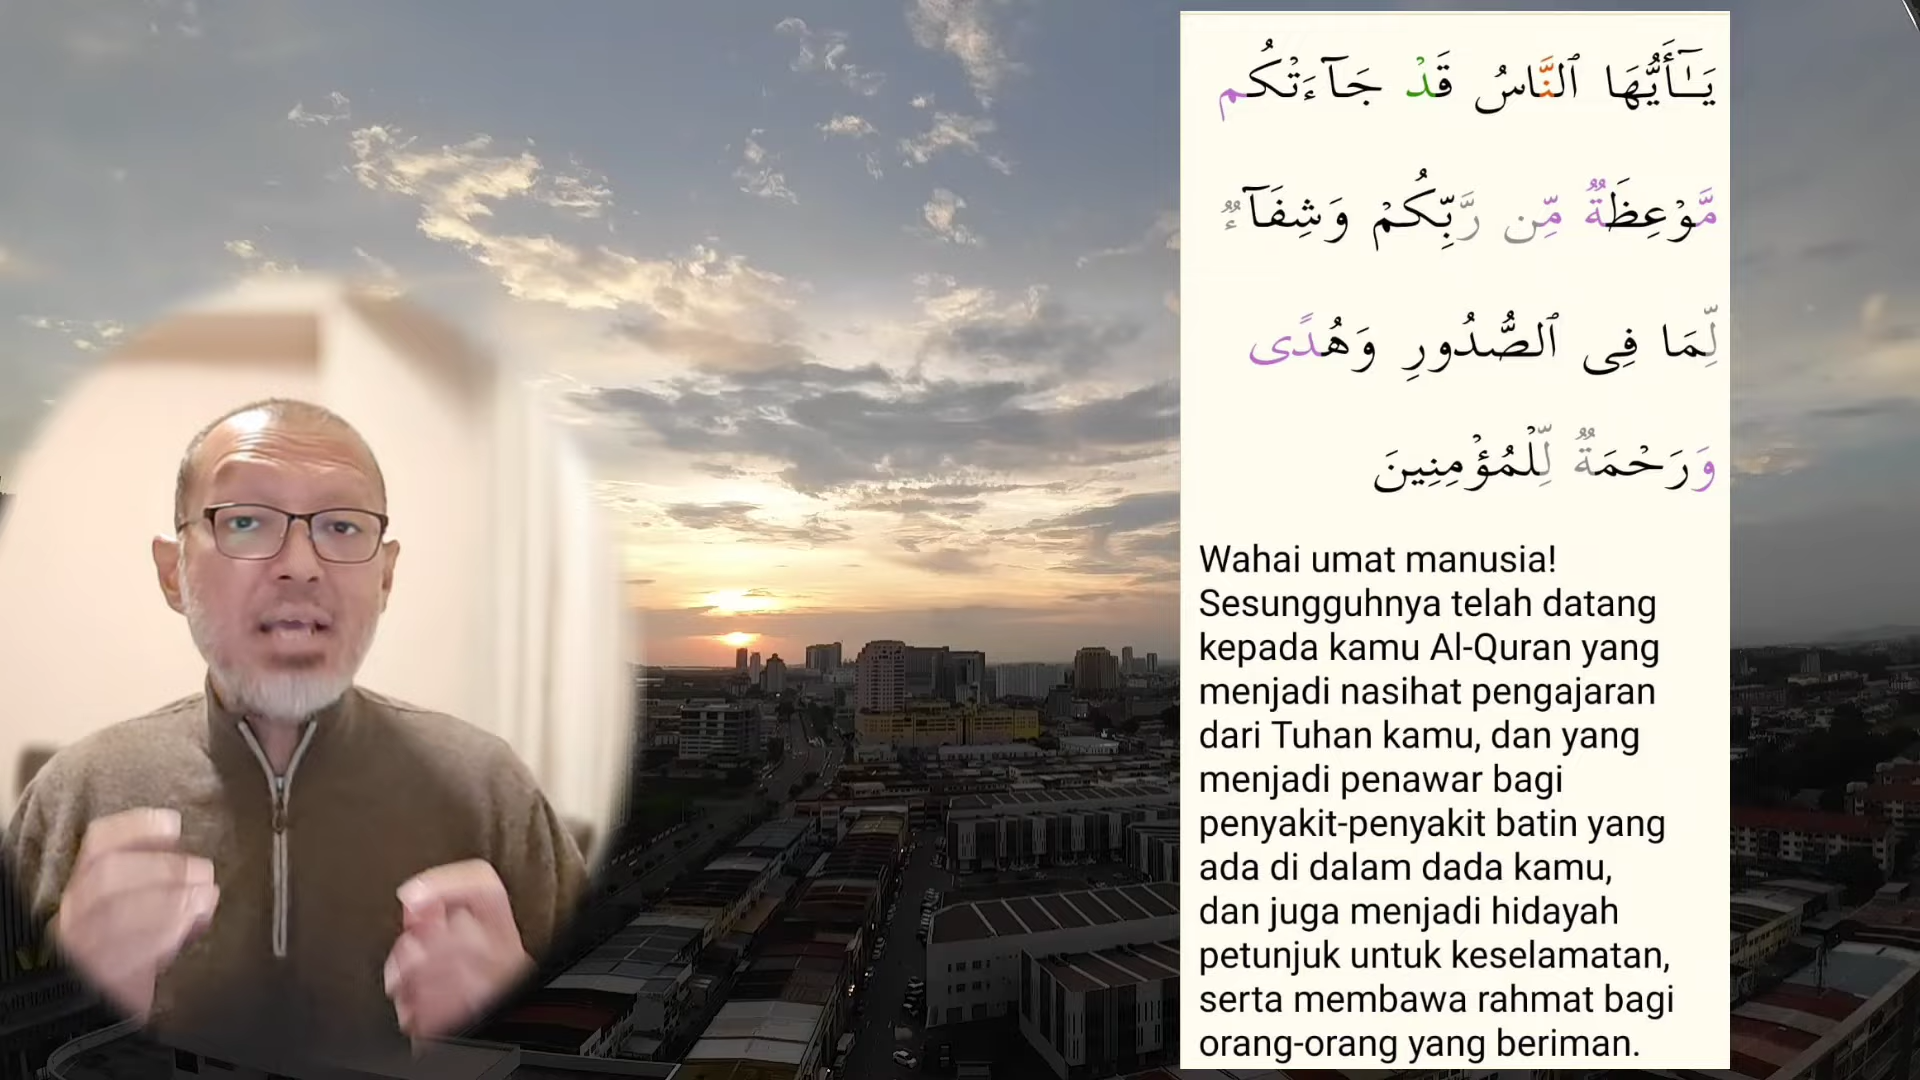 يَـٰٓأَيُّهَا ٱلنَّاسُ قَدْ جَآءَتْكُم
مَّوْعِظَةٌ مِّن رَّبِّكُمْ وَشِفَآءٌ
لِّمَا فِى ٱلصُّدُورِ وَهُدًى
وَرَحْمَةٌ لِّلْمُؤْمِنِينَ
Wahai umat manusia!
Sesungguhnya telah datang
kepada kamu Al-Quran yang
menjadi nasihat pengajaran
dari Tuhan kamu, dan yang
menjadi penawar bagi
penyakit-penyakit batin yang
ada di dalam dada kamu,
dan juga menjadi hidayah
petunjuk untuk keselamatan,
serta membawa rahmat bagi
orang-orang yang beriman.